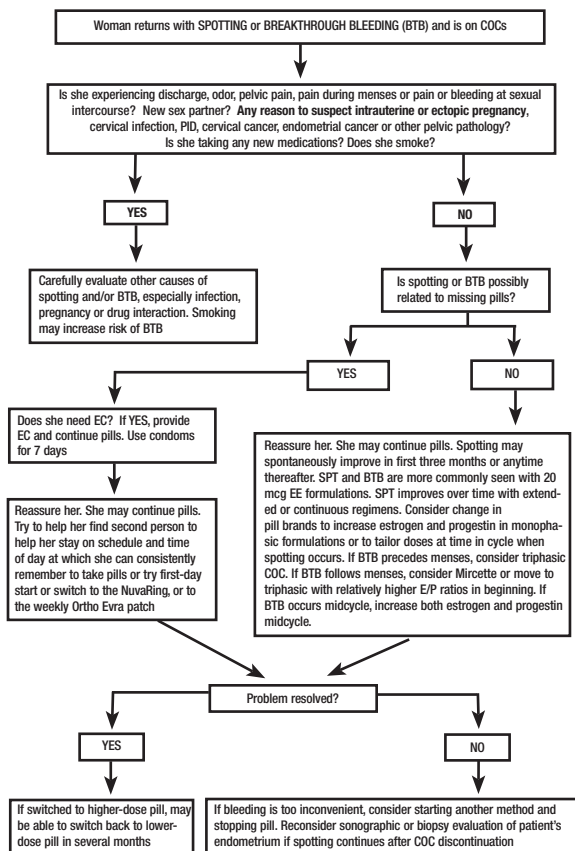 Woman returns with SPOTTING or BREAKTHROUGH BLEEDING (BTB) and is on COCs
Is she experiencing discharge, odor, pelvic pain, pain during menses or pain or bleeding at sexual
intercourse? New sex partner? Any reason to suspect intrauterine or ectopic pregnancy,
cervical infection, PID, cervical cancer, endometrial cancer or other pelvic pathology?
Is she taking any new medications? Does she smoke?
YES
NO
Carefully evaluate other causes of
spotting and/or BTB, especially infection,
pregnancy or drug interaction. Smoking
may increase risk of BTB
Is spotting or BTB possibly
related to missing pills?
YES
NO
Does she need EC? If YES, provide
EC and continue pills. Use condoms
for 7 days
Reassure her. She may continue pills.
Try to help her find second person to
help her stay on schedule and time
of day at which she can consistently
remember to take pills or try first-day
start or switch to the NuvaRing, or to
the weekly Ortho Evra patch
Reassure her. She may continue pills. Spotting may
spontaneously improve in first three months or anytime
thereafter. SPT and BTB are more commonly seen with 20
mcg EE formulations. SPT improves over time with extend-
ed or continuous regimens. Consider change in
pill brands to increase estrogen and progestin in monopha-
sic formulations or to tailor doses at time in cycle when
spotting occurs. If BTB precedes menses, consider triphasic
COC. If BTB follows menses, consider Mircette or move to
triphasic with relatively higher E/P ratios in beginning. If
BTB occurs midcycle, increase both estrogen and progestin
midcycle.
Problem resolved?
YES
NO
If switched to higher-dose pill, may
be able to switch back to lower-
dose pill in several months
If bleeding is too inconvenient, consider starting another method and
stopping pill. Reconsider sonographic or biopsy evaluation of patient's
endometrium if spotting continues after COC discontinuation